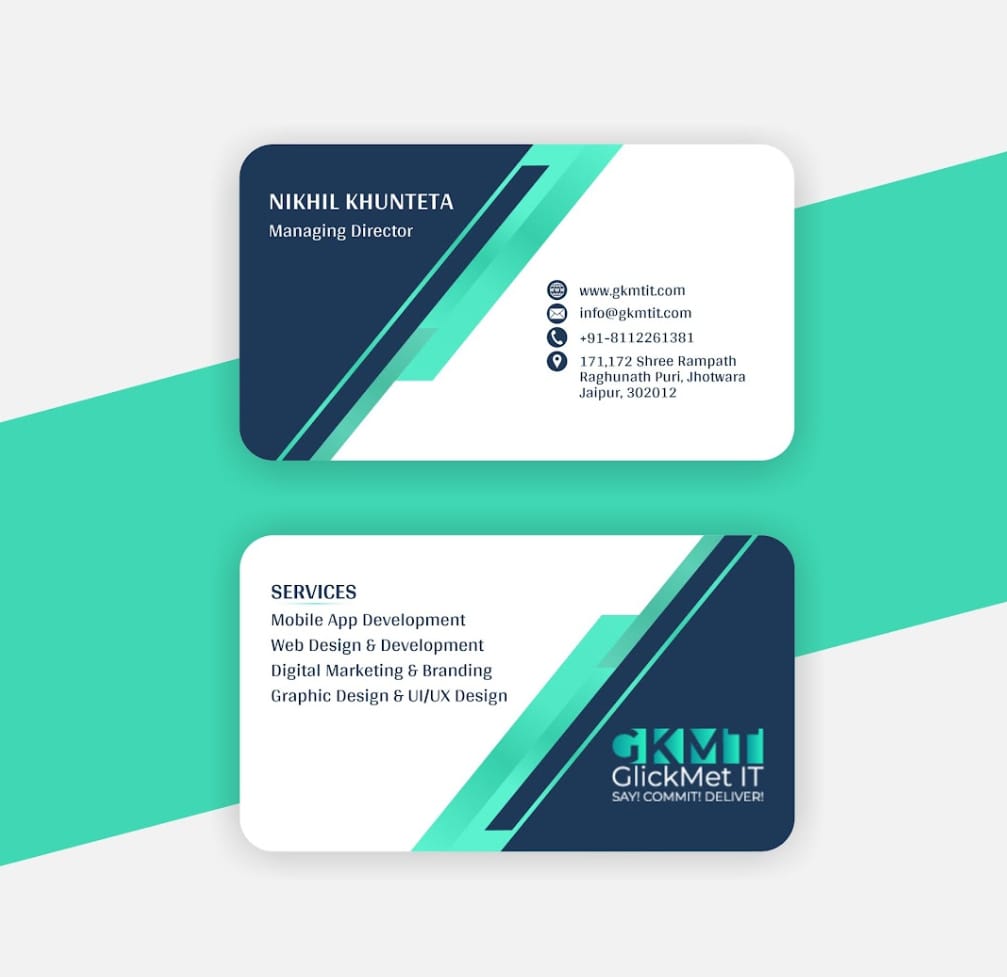 NIKHIL KHUNTETA
Managing Director
www.gkmtit.com
info@gkmtit.com
+91-8112261381
171,172 Shree Rampath
Raghunath Puri, Jhotwara
Jaipur, 302012
SERVICES
Mobile App Development
Web Design & Development
Digital Marketing & Branding
Graphic Design & UI/UX Design
GKMT
GlickMet IT
SAY! COMMIT! DELIVER!